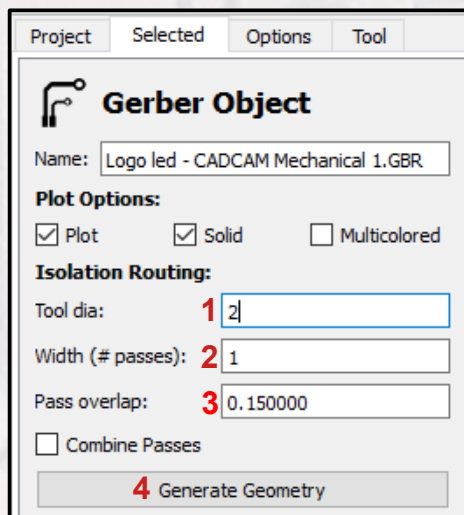 Project Selected Options Tool
Gerber Object
Name: Logo led - CADCAM Mechanical 1.GBR
Plot Options:
Plot Solid Multicolored
Isolation Routing:
Tool dia: 1 2
Width (# passes): 2 1
Pass overlap: 3 0.150000
Combine Passes
4 Generate Geometry